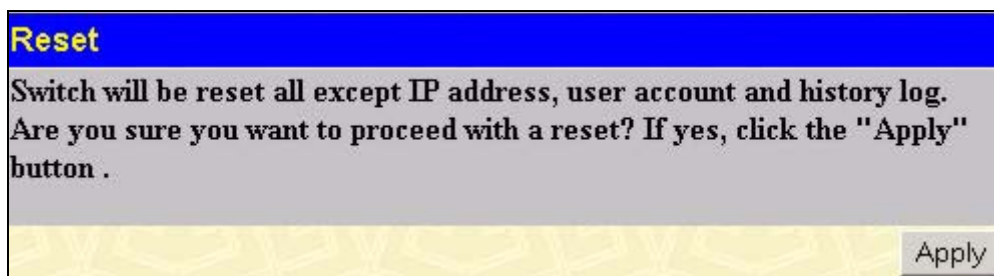 Reset
Switch will be reset all except IP address, user account and history log.
Are you sure you want to proceed with a reset? If yes, click the "Apply"
button .
Apply